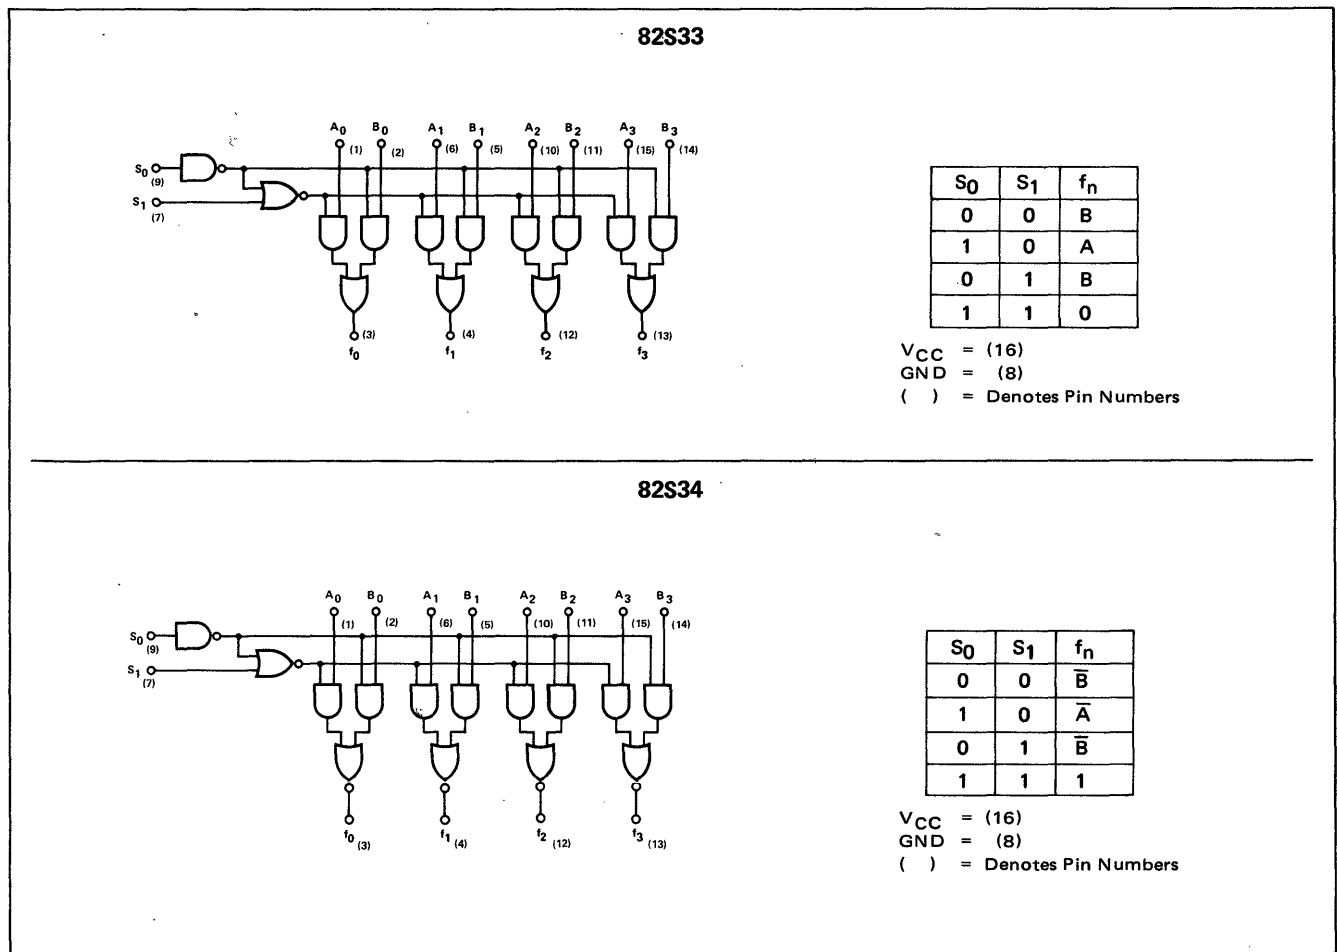 82S33
A0 B0 A1 B1 A2 B2 A3 B3
(1) (2) (6) (5) (10) (11) (15) (14)
S0
(9)
S1
(7)
(3) (4) (12) (13)
f0 f1 f2 f3
S0 S1 fn
0 0 B
1 0 A
0 1 B
1 1 0
VCC = (16)
GND = (8)
( ) = Denotes Pin Numbers
82S34
A0 B0 A1 B1 A2 B2 A3 B3
(1) (2) (6) (5) (10) (11) (15) (14)
S0
(9)
S1
(7)
f0 f1 f2 f3
(3) (4) (12) (13)
S0 S1 fn
0 0 B̅
1 0 A̅
0 1 B̅
1 1 1
VCC = (16)
GND = (8)
( ) = Denotes Pin Numbers